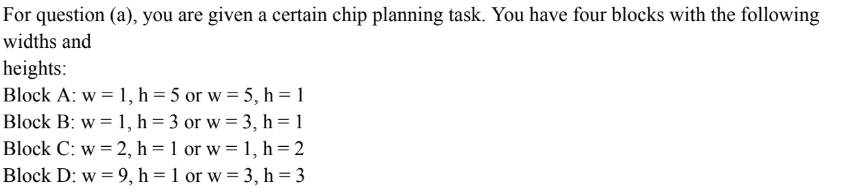 For question (a), you are given a certain chip planning task. You have four blocks with the following
widths and
heights:
Block A: w = 1, h = 5 or w = 5, h = 1
Block B: w = 1, h = 3 or w = 3, h = 1
Block C: w = 2, h = 1 or w = 1, h = 2
Block D: w = 9, h = 1 or w = 3, h = 3